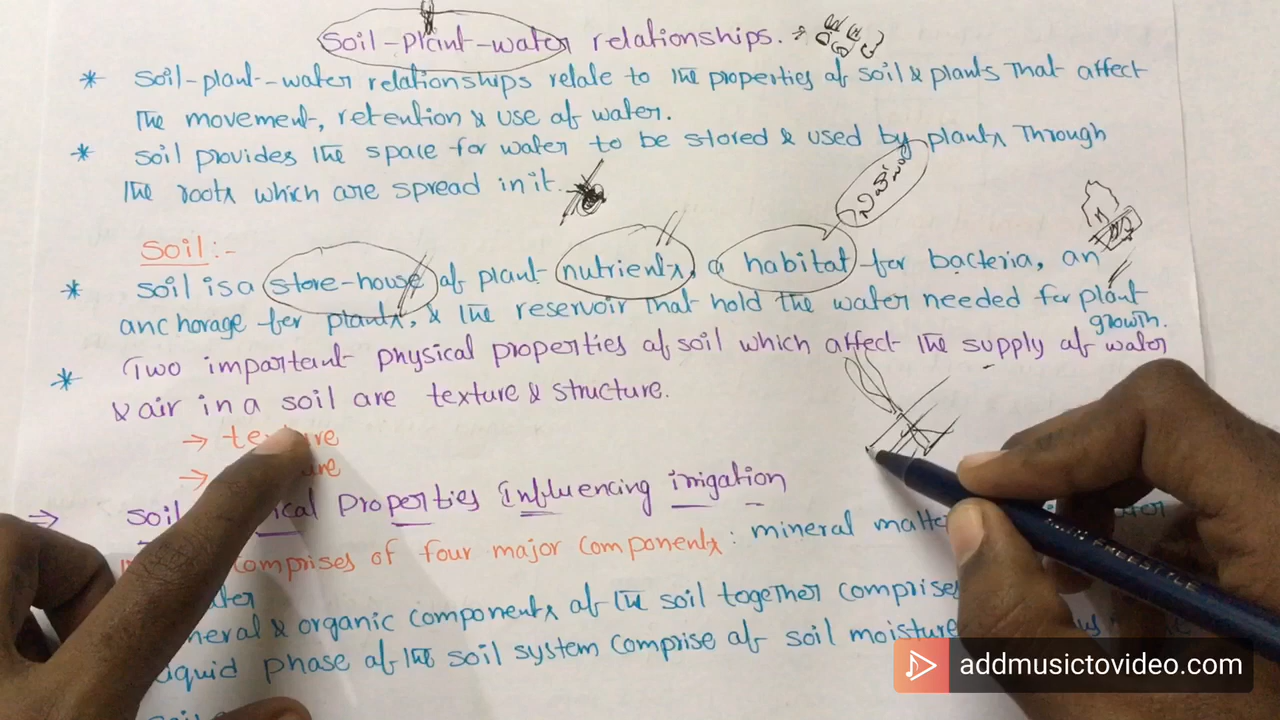 Soil-plant-water relationships.
* Soil-plant-water relationships relate to the properties of soil & plants that affect
the movement, retention & use of water.
* Soil provides the space for water to be stored & used by plants through
the roots which are spread in it.
Soil:-
* Soil is a store-house of plant nutrients, a habitat for bacteria, an
anchorage for plants, & the reservoir that hold the water needed for plant
growth.
* Two important physical properties of soil which affect the supply of water
& air in a soil are texture & structure.
→ texture
→
⇒ Soil Properties influencing irrigation
comprises of four major components: mineral
& organic components of the soil together
liquid phase of the soil system comprise of soil moisture
FREESTYLE
addmusictovideo.com